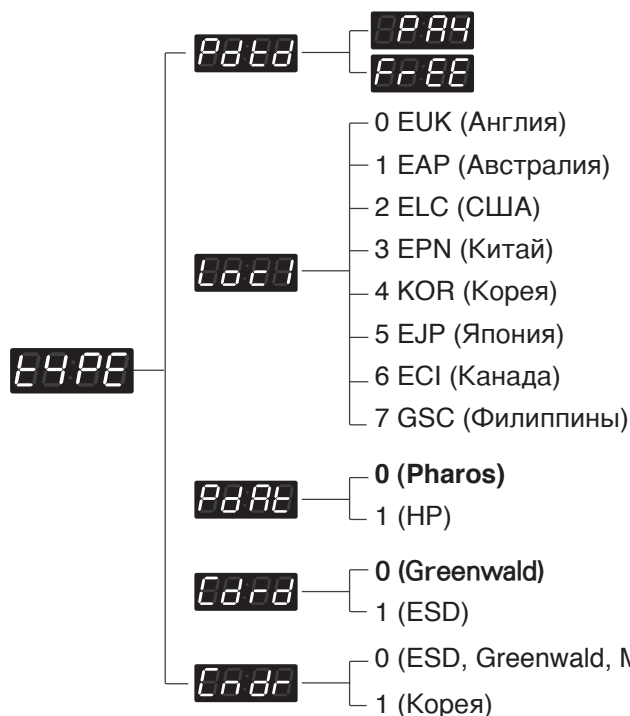 PAY
Pdtd
FrEE
0 EUK (Англия)
1 EAP (Австралия)
2 ELC (США)
3 EPN (Китай)
Loc1
4 KOR (Корея)
5 EJP (Япония)
tYPE
6 ECI (Канада)
7 GSC (Филиппины)
0 (Pharos)
PdAt
1 (HP)
0 (Greenwald)
Cdrd
1 (ESD)
0 (ESD, Greenwald,
Cndr
1 (Корея)